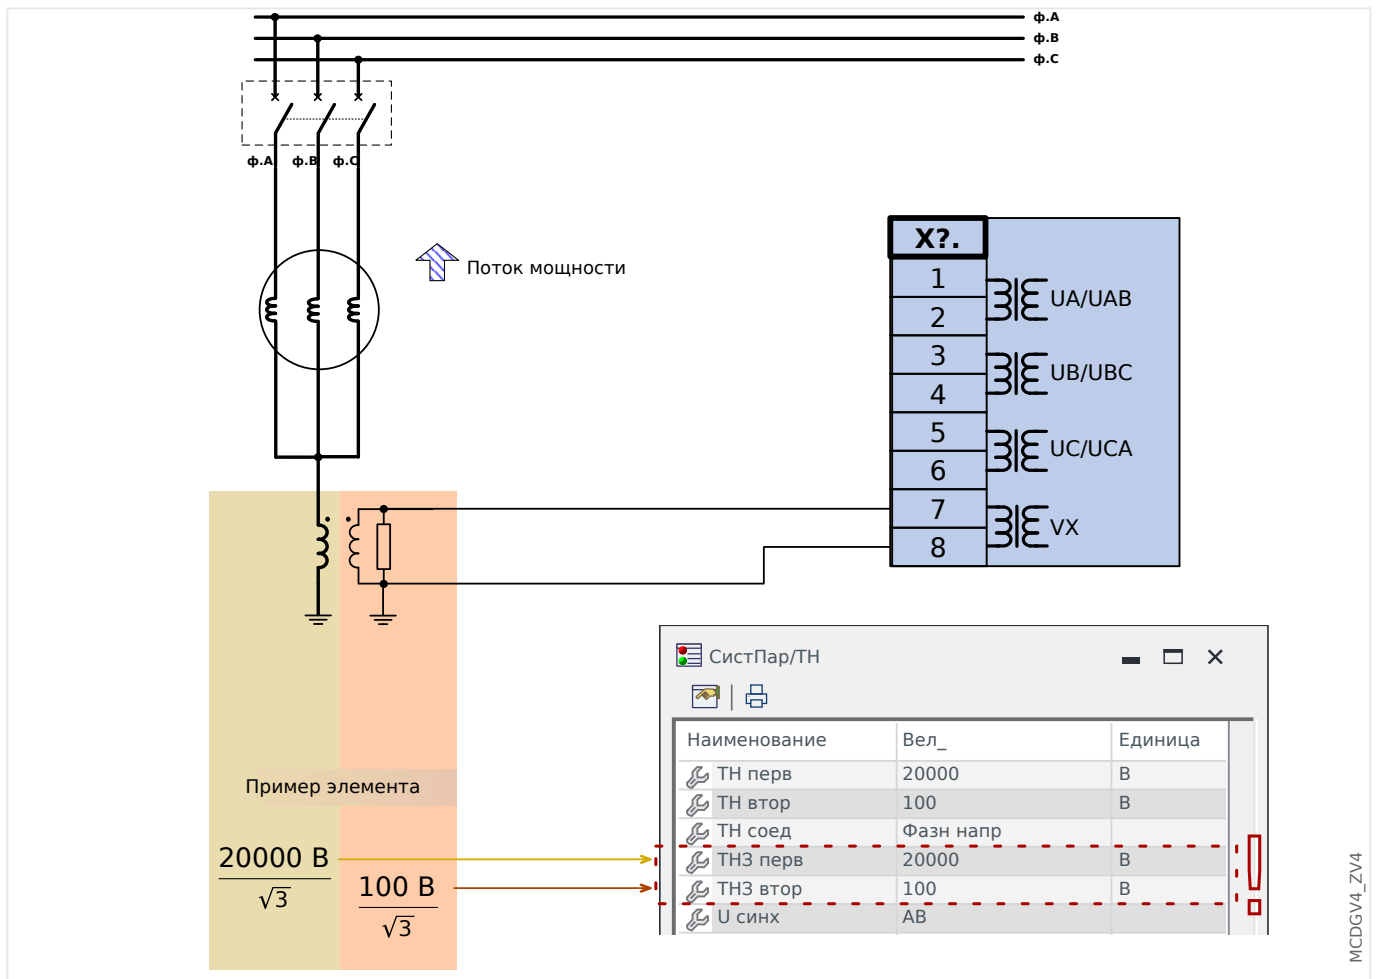 ф.A
ф.B
ф.C
ф.A ф.B ф.C
Поток мощности
X?.
1
2
3
4
5
6
7
8
UA/UAB
UB/UBC
UC/UCA
VX
СистПар/ТН
Наименование Вел_ Единица
ТН перв 20000 В
ТН втор 100 В
ТН соед Фазн напр
ТНЗ перв 20000 В
ТНЗ втор 100 В
U синх AB
Пример элемента
20000 В
√3
100 В
√3
MCDGV4_ZV4